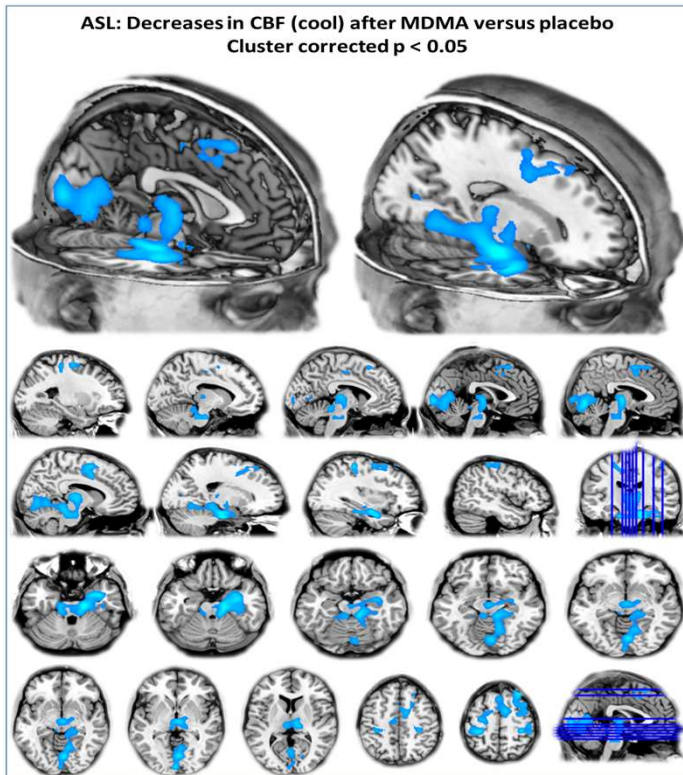 ASL: Decreases in CBF (cool) after MDMA versus placebo
Cluster corrected p < 0.05